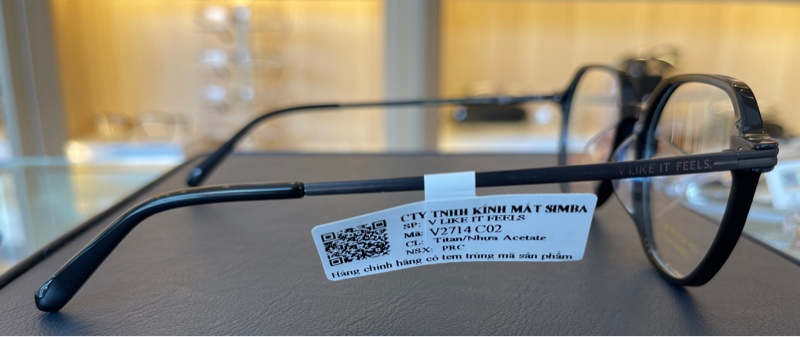 V LIKE IT FEELS.
CTY TNHH KÍNH MẮT SIMBA
SP: V LIKE IT FEELS
Mã: V2714 C02
CL: Titan/Nhựa Acetate
NSX: PRC
Hàng chính hãng có tem trùng mã sản phẩm